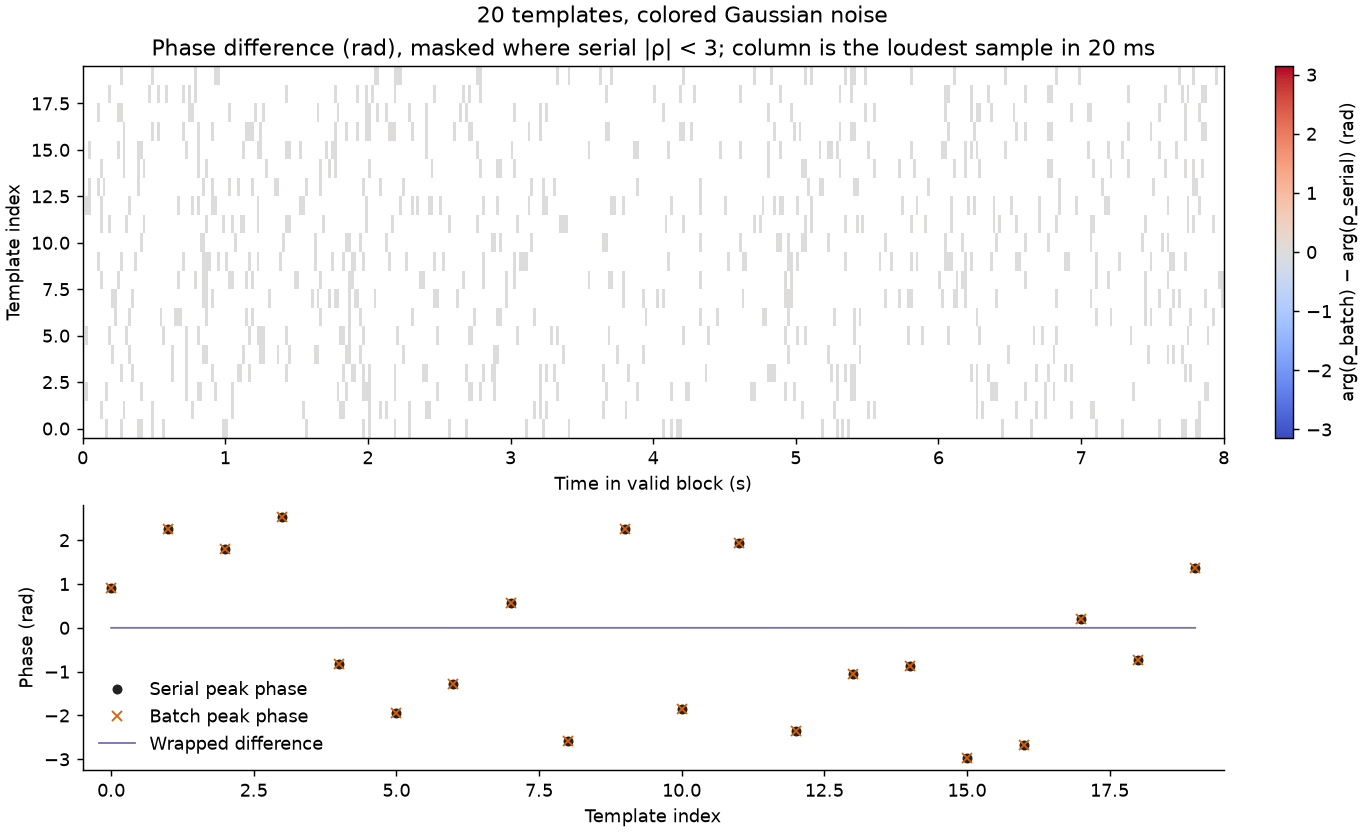 20 templates, colored Gaussian noise
Phase difference (rad), masked where serial |ρ| < 3; column is the loudest sample in 20 ms
17.5
15.0
12.5
10.0
7.5
5.0
2.5
0.0
Template index
0 1 2 3 4 5 6 7 8
Time in valid block (s)
3
2
1
0
−1
−2
−3
arg(ρ_batch) − arg(ρ_serial) (rad)
2
1
0
−1
−2
−3
Phase (rad)
Serial peak phase
Batch peak phase
Wrapped difference
0.0 2.5 5.0 7.5 10.0 12.5 15.0 17.5
Template index